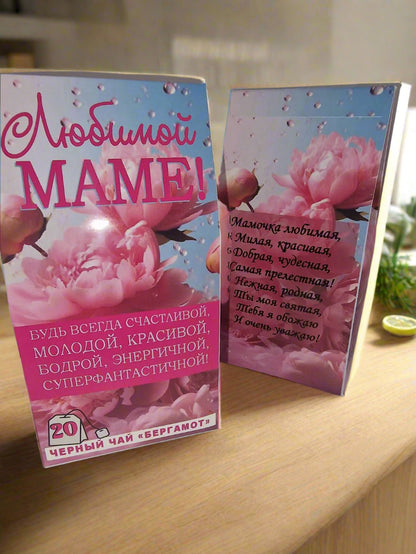 Любимой
МАМЕ!
БУДЬ ВСЕГДА СЧАСТЛИВОЙ,
МОЛОДОЙ, КРАСИВОЙ,
БОДРОЙ, ЭНЕРГИЧНОЙ,
СУПЕРФАНТАСТИЧНОЙ!
20
ЧЕРНЫЙ ЧАЙ «БЕРГАМОТ»
Мамочка любимая,
Милая, красивая,
Добрая, чудесная,
Самая прелестная!
Нежная, родная,
Ты моя святая,
Тебя я обожаю
И очень уважаю!